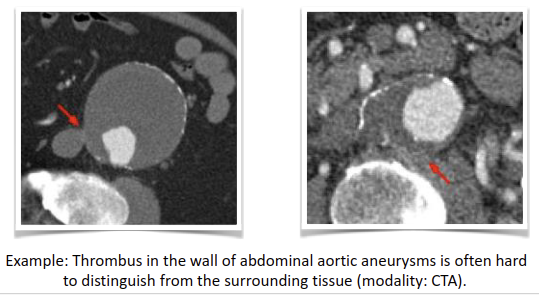 Example: Thrombus in the wall of abdominal aortic aneurysms is often hard
to distinguish from the surrounding tissue (modality: CTA).